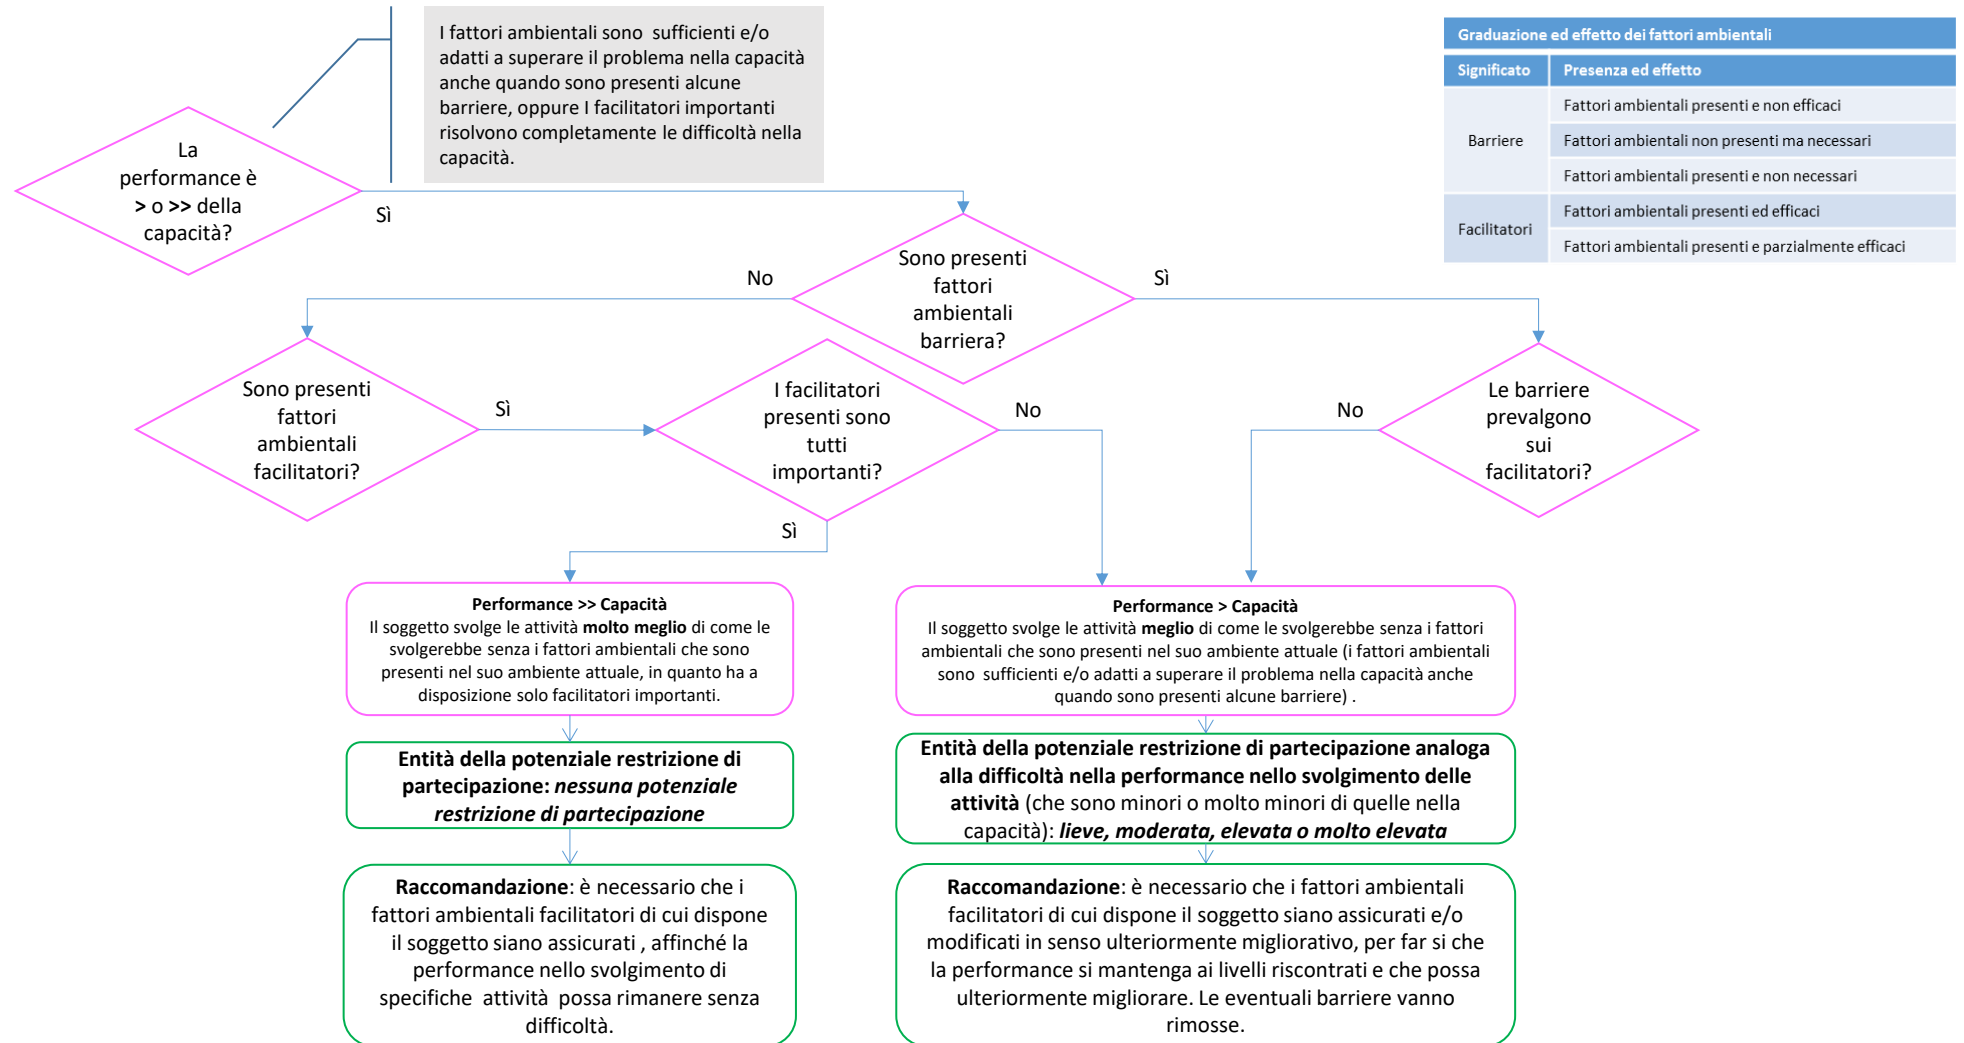 I fattori ambientali sono  sufficienti e/o
adatti a superare il problema nella capacità
anche quando sono presenti alcune
barriere, oppure I facilitatori importanti
risolvono completamente le difficoltà nella
capacità.
Graduazione ed effetto dei fattori ambientali
Significato Presenza ed effetto
Barriere
Fattori ambientali presenti e non efficaci
Fattori ambientali non presenti ma necessari
Fattori ambientali presenti e non necessari
Facilitatori
Fattori ambientali presenti ed efficaci
Fattori ambientali presenti e parzialmente efficaci
La
performance è
> o >> della
capacità?
Sì
Sono presenti
fattori
ambientali
barriera?
No
Sì
Sono presenti
fattori
ambientali
facilitatori?
Sì
I facilitatori
presenti sono
tutti
importanti?
No
Sì
Le barriere
prevalgono
sui
facilitatori?
No
Performance >> Capacità
Il soggetto svolge le attività molto meglio di come le
svolgerebbe senza i fattori ambientali che sono
presenti nel suo ambiente attuale, in quanto ha a
disposizione solo facilitatori importanti.
Performance > Capacità
Il soggetto svolge le attività meglio di come le svolgerebbe senza i fattori
ambientali che sono presenti nel suo ambiente attuale (i fattori ambientali
sono  sufficienti e/o adatti a superare il problema nella capacità anche
quando sono presenti alcune barriere) .
Entità della potenziale restrizione di
partecipazione: nessuna potenziale
restrizione di partecipazione
Entità della potenziale restrizione di partecipazione analoga
alla difficoltà nella performance nello svolgimento delle
attività (che sono minori o molto minori di quelle nella
capacità): lieve, moderata, elevata o molto elevata
Raccomandazione: è necessario che i
fattori ambientali facilitatori di cui dispone
il soggetto siano assicurati , affinché la
performance nello svolgimento di
specifiche  attività  possa rimanere senza
difficoltà.
Raccomandazione: è necessario che i fattori ambientali
facilitatori di cui dispone il soggetto siano assicurati e/o
modificati in senso ulteriormente migliorativo, per far si che
la performance si mantenga ai livelli riscontrati e che possa
ulteriormente migliorare. Le eventuali barriere vanno
rimosse.